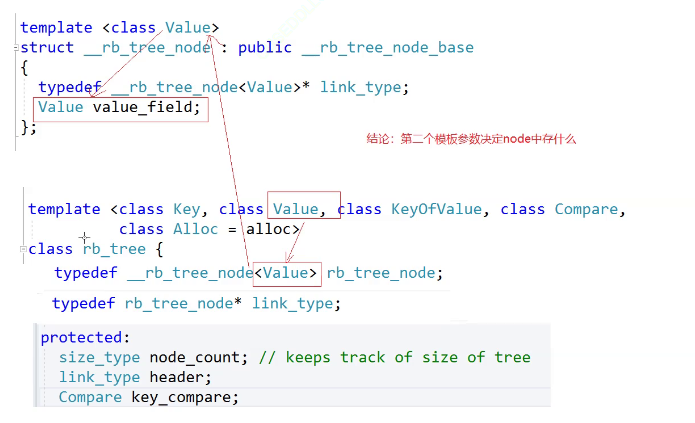 template <class Value>
struct __rb_tree_node : public __rb_tree_node_base
{
typedef __rb_tree_node<Value>* link_type;
Value value_field;
};
结论：第二个模板参数决定node中存什么
template <class Key, class Value, class KeyOfValue, class Compare,
class Alloc = alloc>
class rb_tree {
typedef __rb_tree_node<Value> rb_tree_node;
typedef rb_tree_node* link_type;
protected:
size_type node_count; // keeps track of size of tree
link_type header;
Compare key_compare;